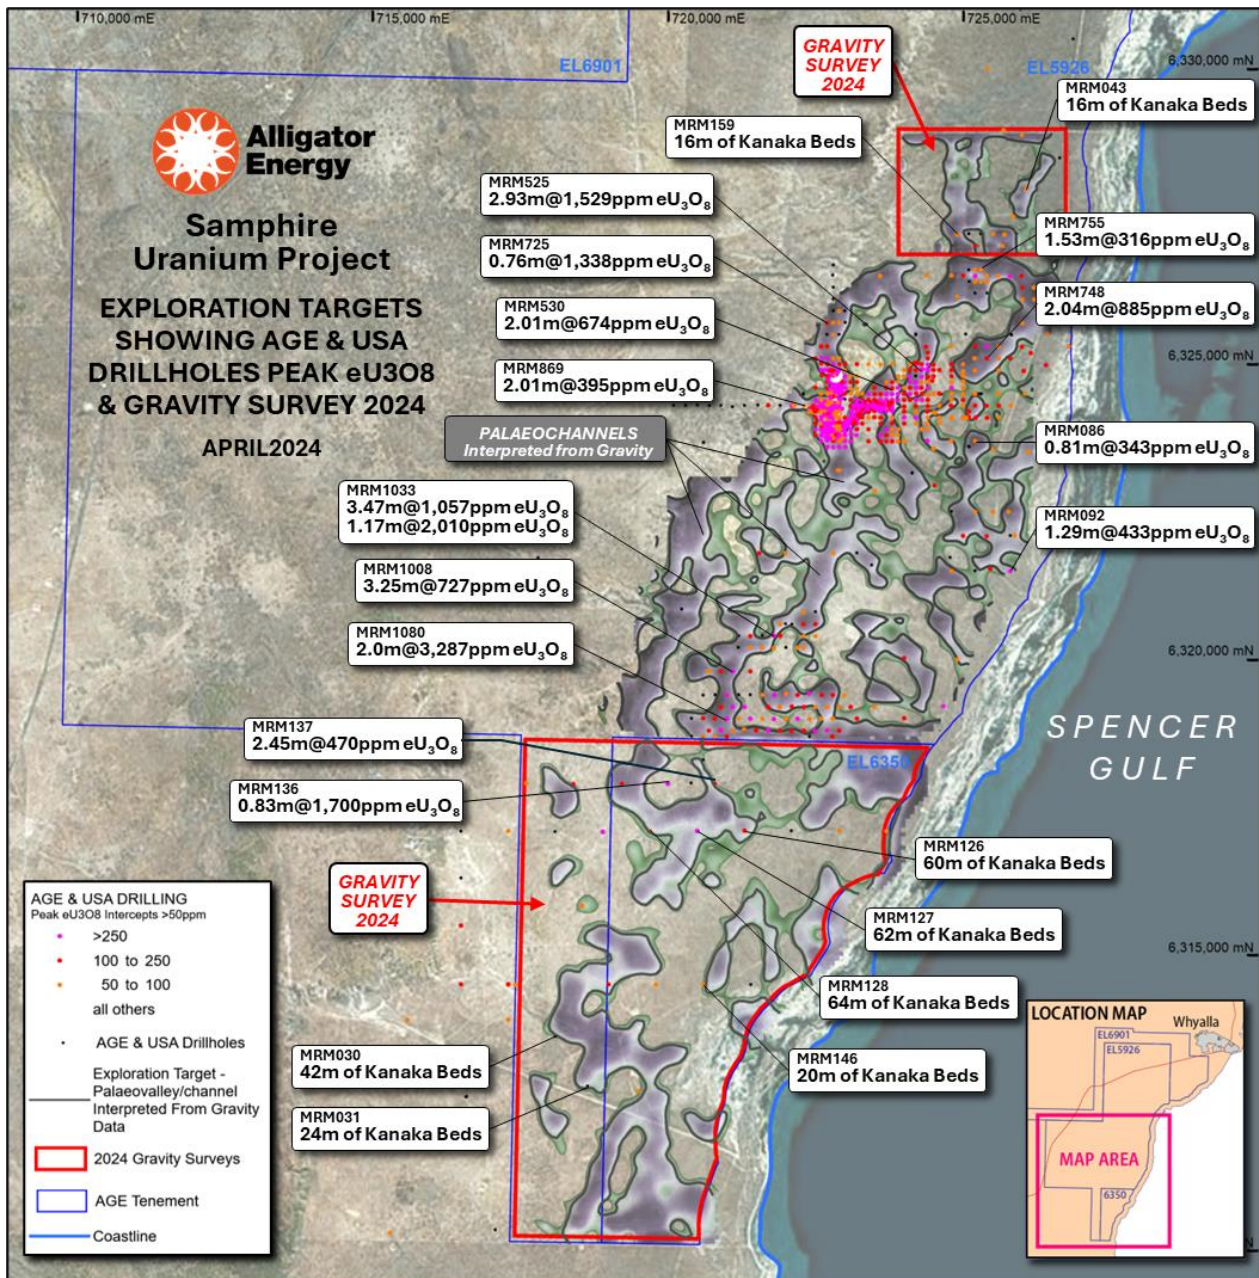 710,000 mE
715,000 mE
720,000 mE
725,000 mE
EL6901
GRAVITY
SURVEY
2024
EL5926
6,330,000 mN
MRM043
16m of Kanaka Beds
MRM159
16m of Kanaka Beds
Alligator
Energy
Samphire
Uranium Project
EXPLORATION TARGETS
SHOWING AGE & USA
DRILLHOLES PEAK eU3O8
& GRAVITY SURVEY 2024
APRIL2024
MRM525
2.93m@1,529ppm eU₃O₈
MRM725
0.76m@1,338ppm eU₃O₈
MRM530
2.01m@674ppm eU₃O₈
MRM869
2.01m@395ppm eU₃O₈
MRM755
1.53m@316ppm eU₃O₈
MRM748
2.04m@885ppm eU₃O₈
6,325,000 mN
PALAEOCHANNELS
Interpreted from Gravity
MRM086
0.81m@343ppm eU₃O₈
MRM092
1.29m@433ppm eU₃O₈
MRM1033
3.47m@1,057ppm eU₃O₈
1.17m@2,010ppm eU₃O₈
MRM1008
3.25m@727ppm eU₃O₈
MRM1080
2.0m@3,287ppm eU₃O₈
6,320,000 mN
SPENCER
GULF
MRM137
2.45m@470ppm eU₃O₈
MRM136
0.83m@1,700ppm eU₃O₈
EL6350
MRM126
60m of Kanaka Beds
GRAVITY
SURVEY
2024
MRM127
62m of Kanaka Beds
6,315,000 mN
MRM128
64m of Kanaka Beds
MRM146
20m of Kanaka Beds
MRM030
42m of Kanaka Beds
MRM031
24m of Kanaka Beds
AGE & USA DRILLING
Peak eU3O8 Intercepts >50ppm
>250
100 to 250
50 to 100
all others
AGE & USA Drillholes
Exploration Target -
Palaeovalley/channel
Interpreted From Gravity
Data
2024 Gravity Surveys
AGE Tenement
Coastline
LOCATION MAP
Whyalla
EL6901
EL5926
MAP AREA
6350